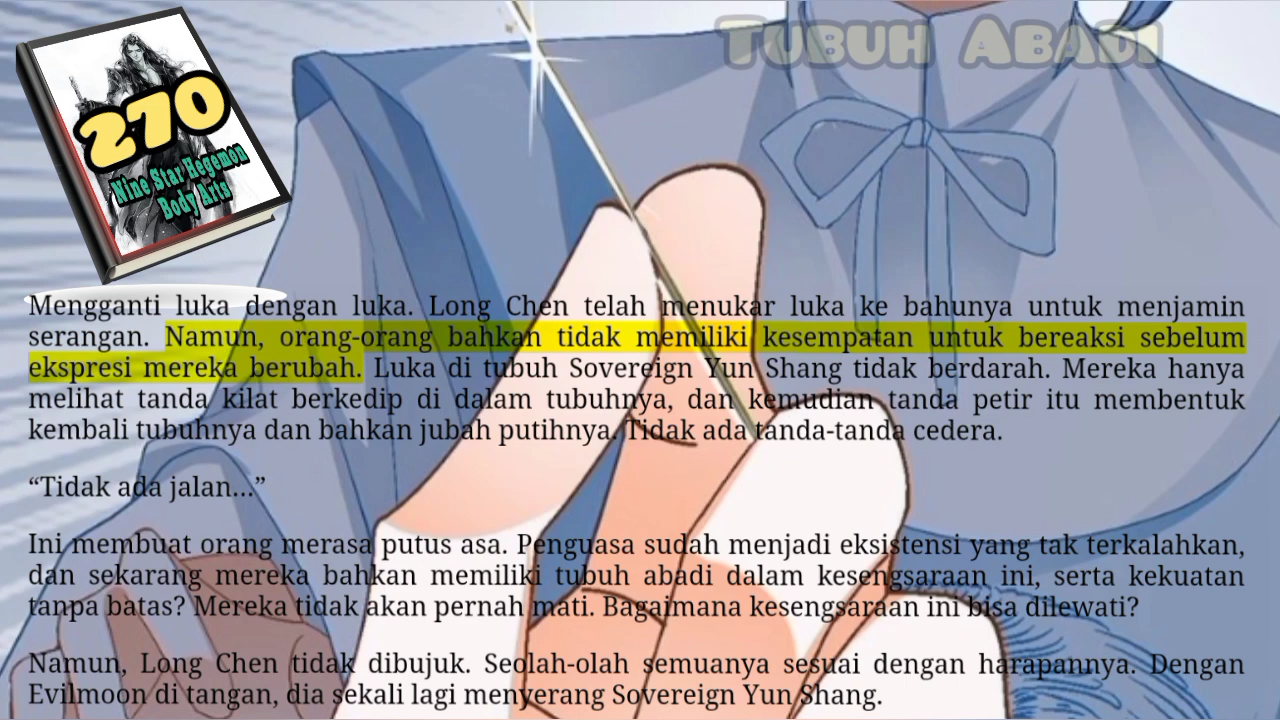 Tubuh Abadi
270
Nine Star Hegemon
Body Arts
Mengganti luka dengan luka. Long Chen telah menukar luka ke bahunya untuk menjamin
serangan. Namun, orang-orang bahkan tidak memiliki kesempatan untuk bereaksi sebelum
ekspresi mereka berubah. Luka di tubuh Sovereign Yun Shang tidak berdarah. Mereka hanya
melihat tanda kilat berkedip di dalam tubuhnya, dan kemudian tanda petir itu membentuk
kembali tubuhnya dan bahkan jubah putihnya. Tidak ada tanda-tanda cedera.
“Tidak ada jalan...”
Ini membuat orang merasa putus asa. Penguasa sudah menjadi eksistensi yang tak terkalahkan,
dan sekarang mereka bahkan memiliki tubuh abadi dalam kesengsaraan ini, serta kekuatan
tanpa batas? Mereka tidak akan pernah mati. Bagaimana kesengsaraan ini bisa dilewati?
Namun, Long Chen tidak dibujuk. Seolah-olah semuanya sesuai dengan harapannya. Dengan
Evilmoon di tangan, dia sekali lagi menyerang Sovereign Yun Shang.